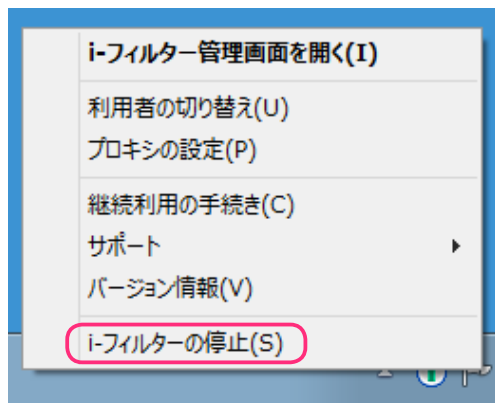 i-フィルター管理画面を開く(I)
利用者の切り替え(U)
プロキシの設定(P)
継続利用の手続き(C)
サポート
バージョン情報(V)
i-フィルターの停止(S)